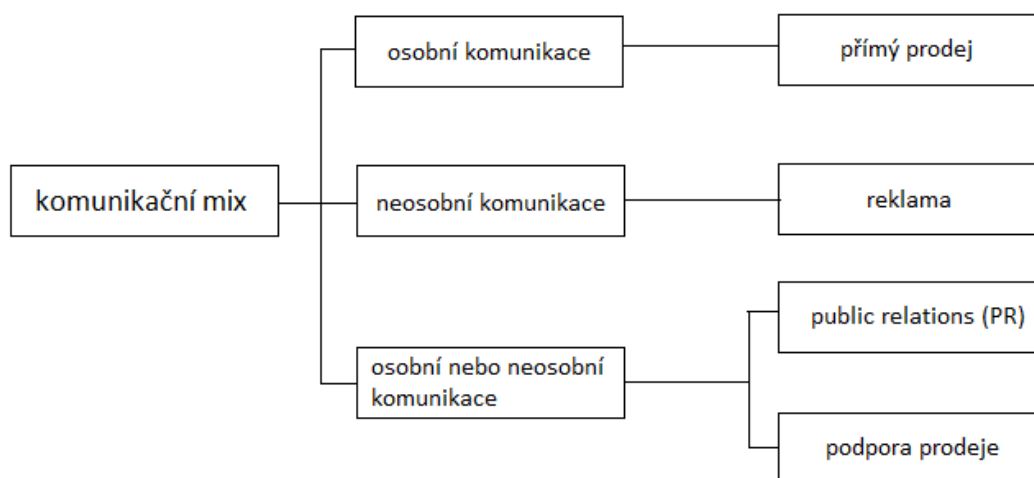 osobní komunikace
přímý prodej
komunikační mix
neosobní komunikace
reklama
public relations (PR)
osobní nebo neosobní
komunikace
podpora prodeje